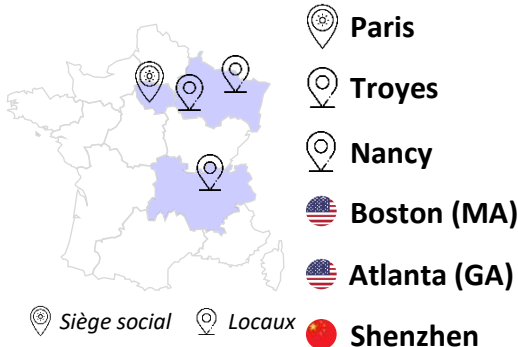 Paris
Troyes
Nancy
Boston (MA)
Atlanta (GA)
Shenzhen
Siège social
Locaux